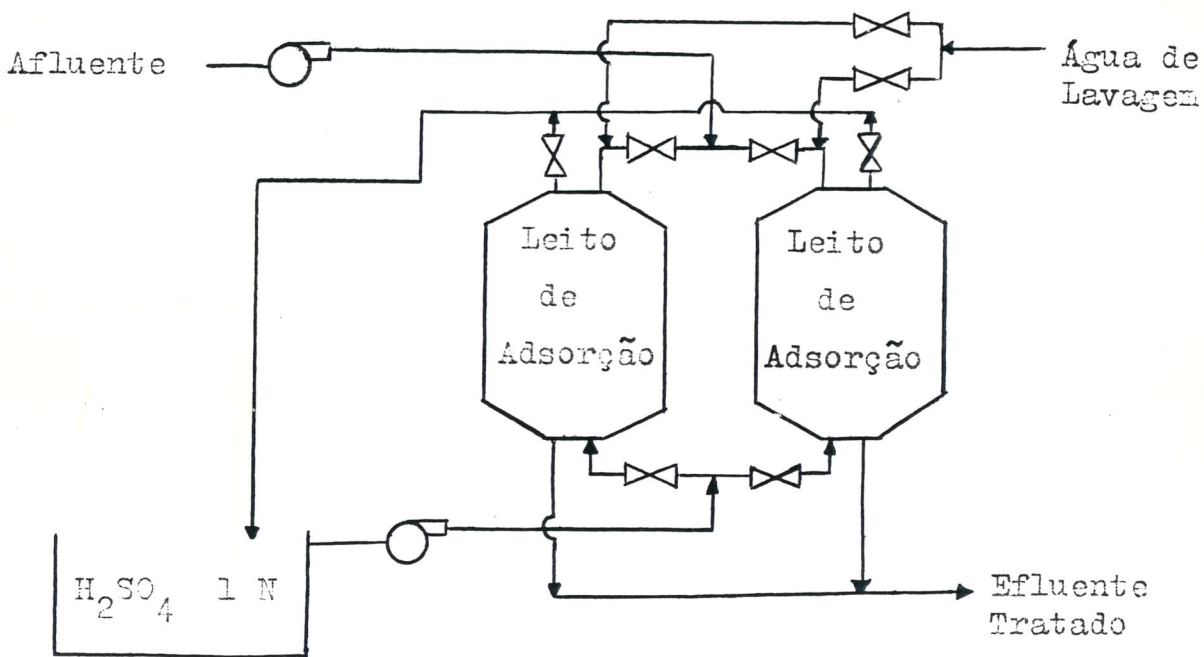 Afluente
Água de
Lavagem
Leito
de
Adsorção
Leito
de
Adsorção
H₂SO₄ 1 N
Efluente
Tratado